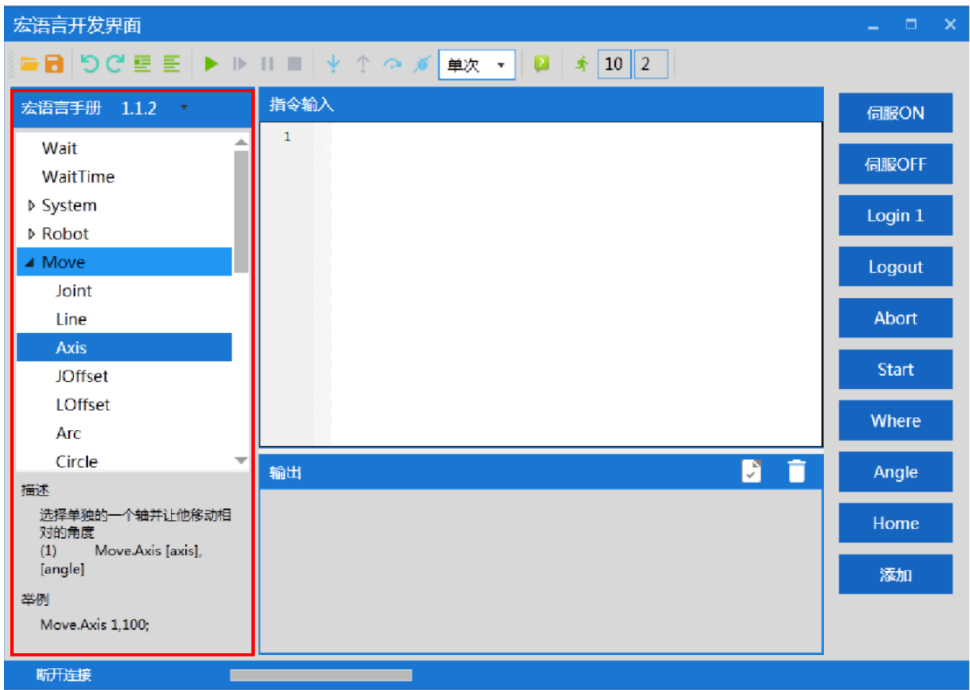 宏语言开发界面
单次
10
2
宏语言手册 1.1.2
Wait
WaitTime
System
Robot
Move
Joint
Line
Axis
JOffset
LOffset
Arc
Circle
描述
选择单独的一个轴并让他移动相
对的角度
(1) Move.Axis [axis],
[angle]
举例
Move.Axis 1,100;
指令输入
1
输出
伺服ON
伺服OFF
Login 1
Logout
Abort
Start
Where
Angle
Home
添加
断开连接